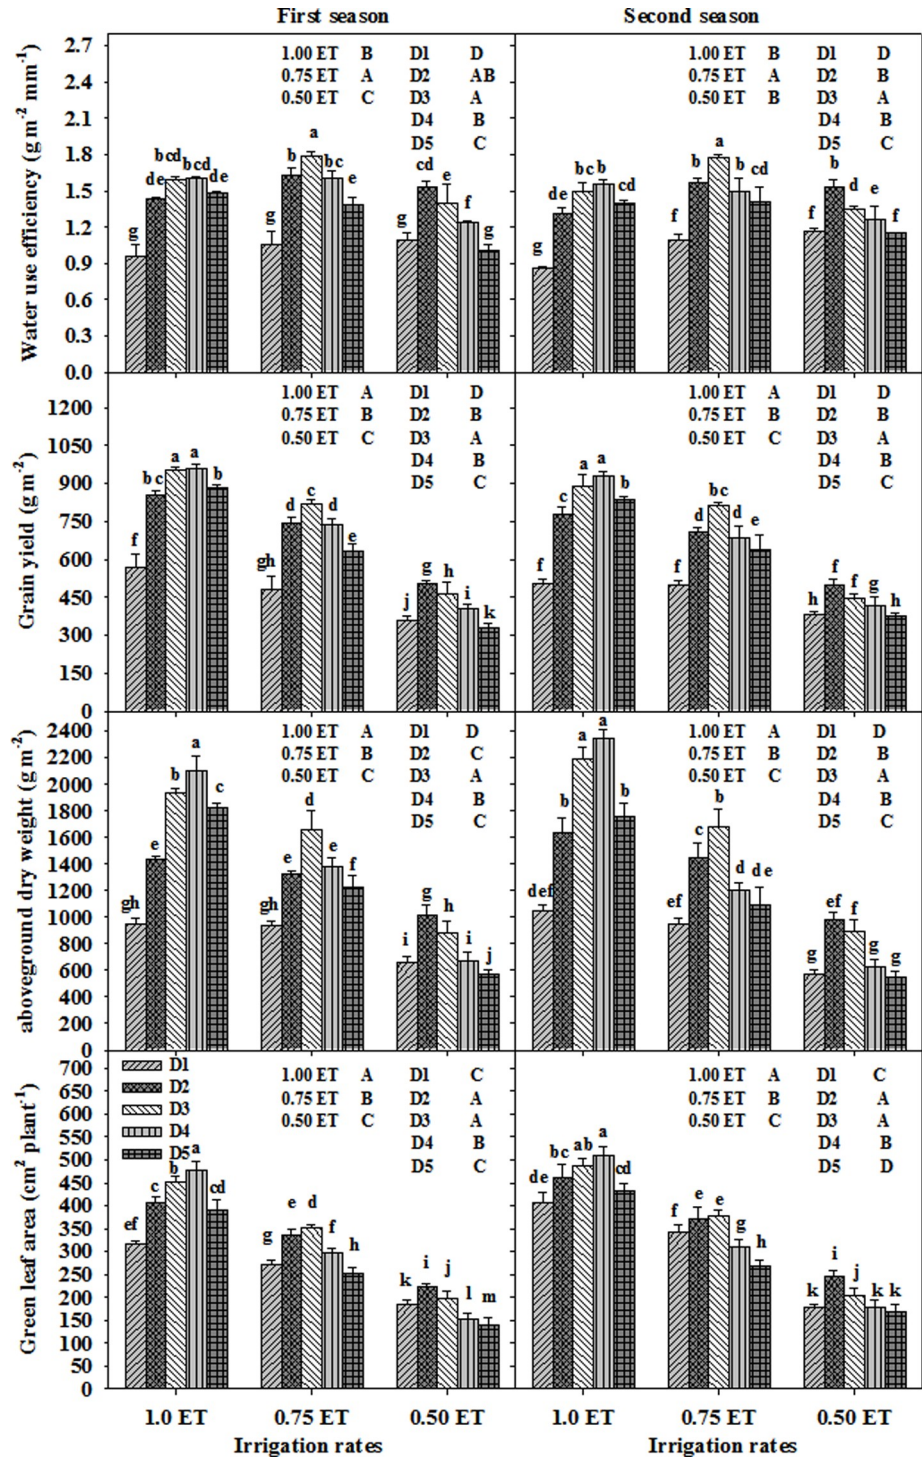 First season Second season
Water use efficiency (g m-2 mm-1)
2.7
2.4
2.1
1.8
1.5
1.2
0.9
0.6
0.3
0.0
1.00 ET B D1 D
0.75 ET A D2 AB
0.50 ET C D3 A
D4 B
D5 C
g de bcd bcd de
g b a bc e
g cd e f g
1.00 ET B D1 D
0.75 ET A D2 B
0.50 ET B D3 A
D4 B
D5 C
g de bc b cd
f b a b cd
f b d e f
Grain yield (g m-2)
1200
1050
900
750
600
450
300
150
0
1.00 ET A D1 D
0.75 ET B D2 B
0.50 ET C D3 A
D4 B
D5 C
f bc a a b
gh d c d e
j g h i k
1.00 ET A D1 D
0.75 ET B D2 B
0.50 ET C D3 A
D4 B
D5 C
f c a a b
f d bc d e
h f f g h
aboveground dry weight (g m-2)
2400
2200
2000
1800
1600
1400
1200
1000
800
600
400
200
0
1.00 ET A D1 D
0.75 ET B D2 C
0.50 ET C D3 A
D4 B
D5 C
gh e b a c
gh e d e f
i g h i j
1.00 ET A D1 D
0.75 ET B D2 B
0.50 ET C D3 A
D4 B
D5 C
def b a a b
ef c b d de
g ef f g g
Green leaf area (cm2 plant-1)
700
650
600
550
500
450
400
350
300
250
200
150
100
50
0
D1
D2
D3
D4
D5
1.00 ET A D1 C
0.75 ET B D2 A
0.50 ET C D3 A
D4 B
D5 C
ef c b a cd
g e d f h
k i j l m
1.00 ET A D1 C
0.75 ET B D2 A
0.50 ET C D3 A
D4 B
D5 D
de bc ab a cd
f e e g h
k i j k k
1.0 ET 0.75 ET 0.50 ET 1.0 ET 0.75 ET 0.50 ET
Irrigation rates Irrigation rates